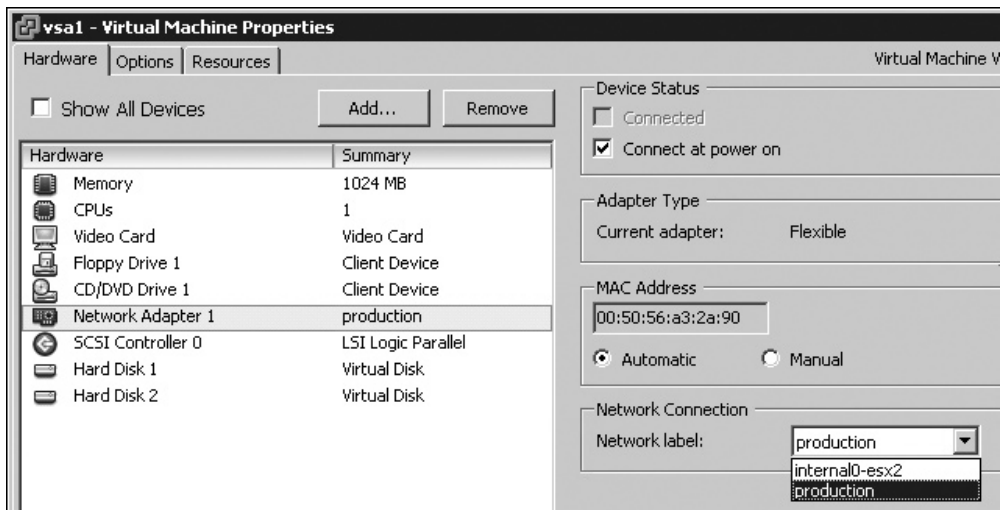 vsa1 - Virtual Machine Properties
Hardware Options Resources
Virtual Machine V
Show All Devices
Add...
Remove
Hardware Summary
Memory 1024 MB
CPUs 1
Video Card Video Card
Floppy Drive 1 Client Device
CD/DVD Drive 1 Client Device
Network Adapter 1 production
SCSI Controller 0 LSI Logic Parallel
Hard Disk 1 Virtual Disk
Hard Disk 2 Virtual Disk
Device Status
Connected
Connect at power on
Adapter Type
Current adapter: Flexible
MAC Address
00:50:56:a3:2a:90
Automatic Manual
Network Connection
Network label: production
internal0-esx2
production